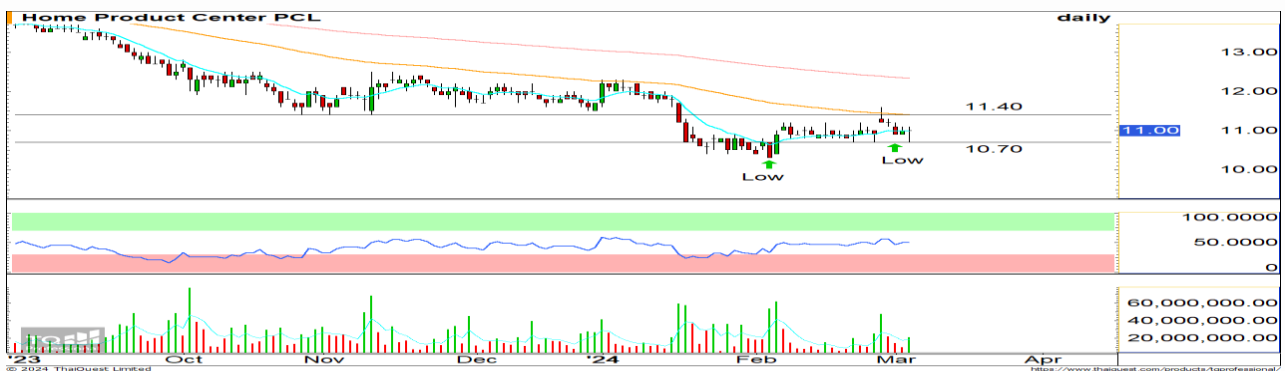 Home Product Center PCL daily
13.00
12.00
11.40
11.00 11.00
10.70
10.00
Low
Low
100.0000
50.0000
0
60,000,000.00
40,000,000.00
20,000,000.00
'23 Oct Nov Dec '24 Feb Mar Apr
© 2024 ThaiQuest Limited https://www.thaiquest.com/products/tqprofessional/